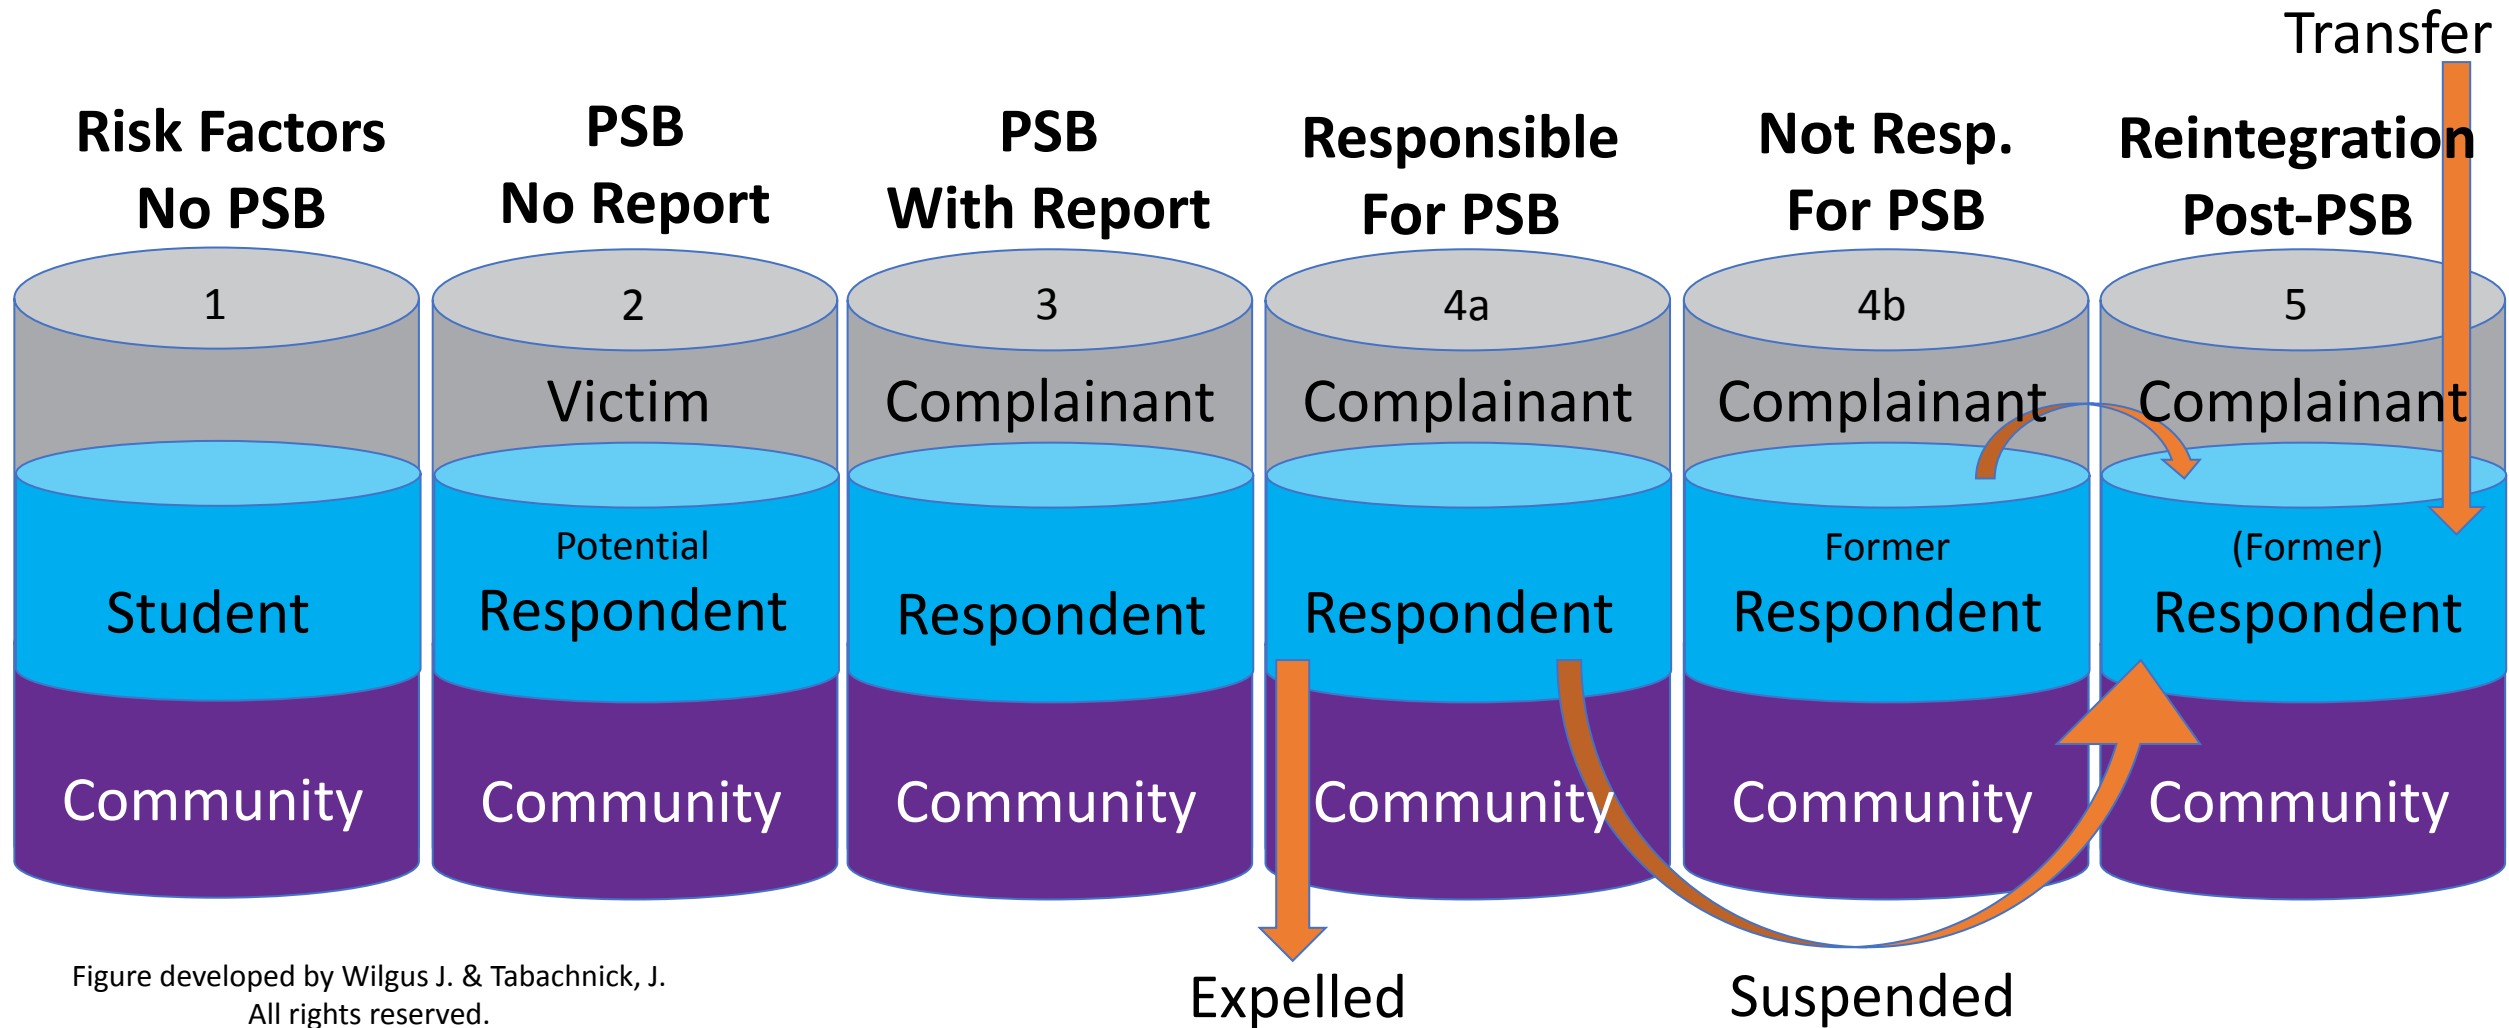 Transfer
Risk Factors
No PSB
PSB
No Report
PSB
With Report
Responsible
For PSB
Not Resp.
For PSB
Reintegration
Post-PSB
1
2
3
4a
4b
5
Victim
Complainant
Complainant
Complainant
Complainant
Student
Potential
Respondent
Respondent
Respondent
Former
Respondent
(Former)
Respondent
Community
Community
Community
Community
Community
Community
Expelled
Suspended
Figure developed by Wilgus J. & Tabachnick, J.
All rights reserved.